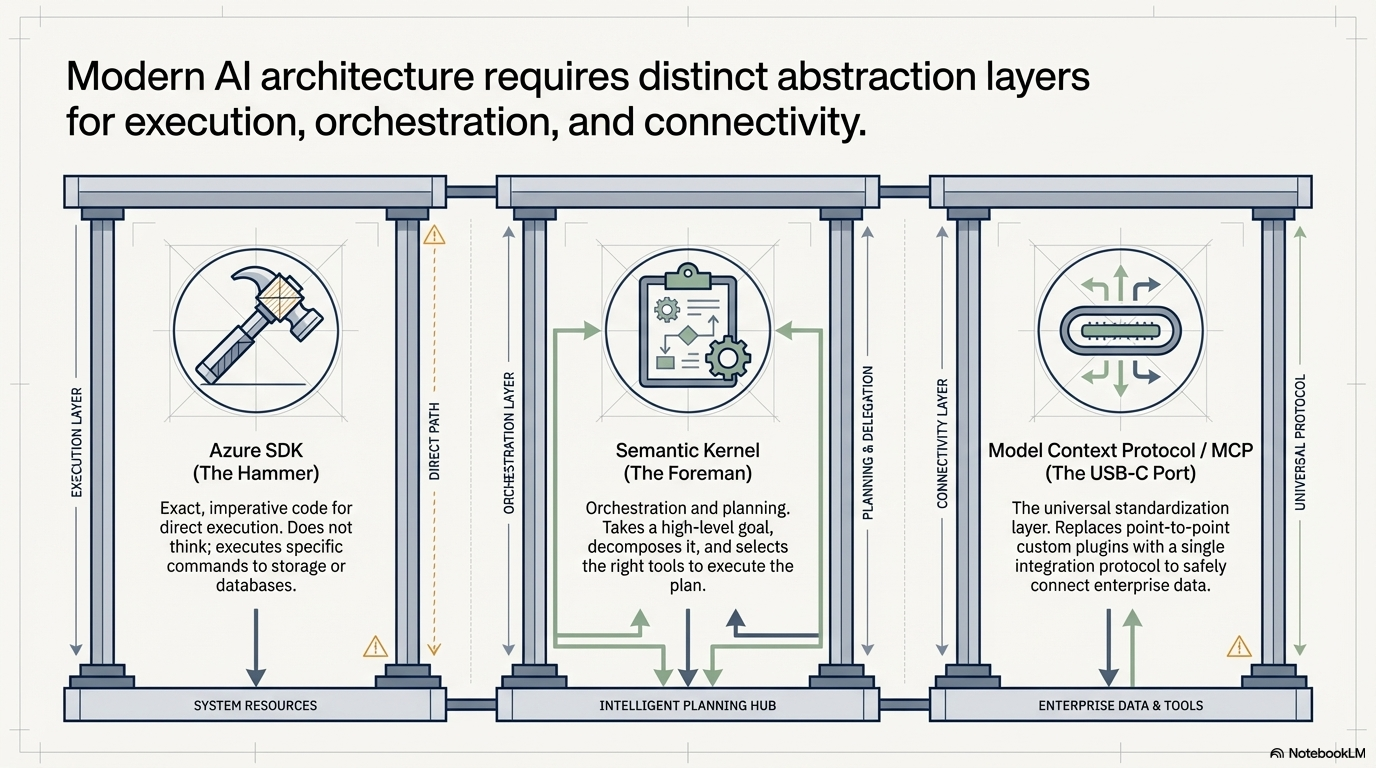 Modern AI architecture requires distinct abstraction layers
for execution, orchestration, and connectivity.
EXECUTION LAYER
Azure SDK
(The Hammer)
Exact, imperative code for
direct execution. Does not
think; executes specific
commands to storage or
databases.
DIRECT PATH
SYSTEM RESOURCES
ORCHESTRATION LAYER
Semantic Kernel
(The Foreman)
Orchestration and planning.
Takes a high-level goal,
decomposes it, and selects
the right tools to execute the
plan.
PLANNING & DELEGATION
INTELLIGENT PLANNING HUB
CONNECTIVITY LAYER
Model Context Protocol / MCP
(The USB-C Port)
The universal standardization
layer. Replaces point-to-point
custom plugins with a single
integration protocol to safely
connect enterprise data.
UNIVERSAL PROTOCOL
ENTERPRISE DATA & TOOLS
NotebookLM